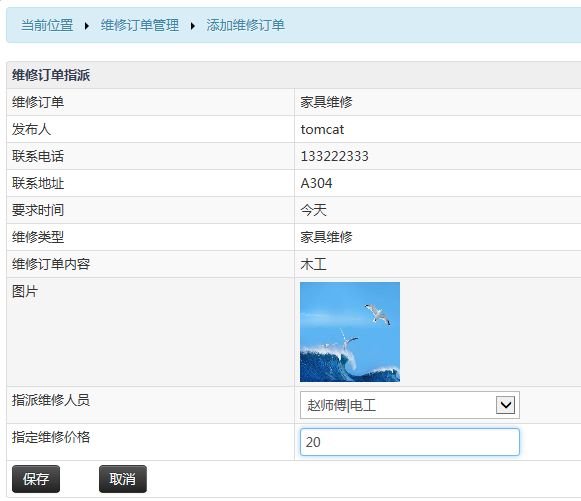 当前位置 维修订单管理 添加维修订单
维修订单指派
维修订单 家具维修
发布人 tomcat
联系电话 133222333
联系地址 A304
要求时间 今天
维修类型 家具维修
维修订单内容 木工
图片
指派维修人员 赵师傅|电工
指定维修价格 20
保存 取消